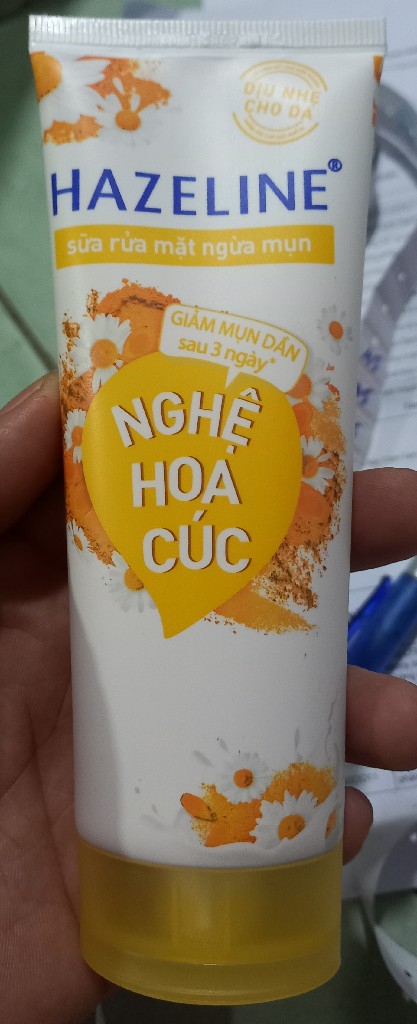 DỊU NHẸ
CHO DA
HAZELINE®
sữa rửa mặt ngừa mụn
GIẢM MỤN DẦN
sau 3 ngày*
NGHỆ
HOA
CÚC